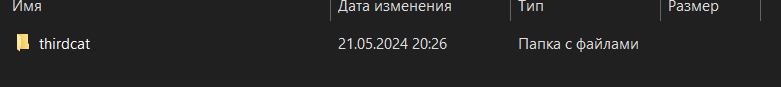 Имя Дата изменения Тип Размер
thirdcat 21.05.2024 20:26 Папка с файлами